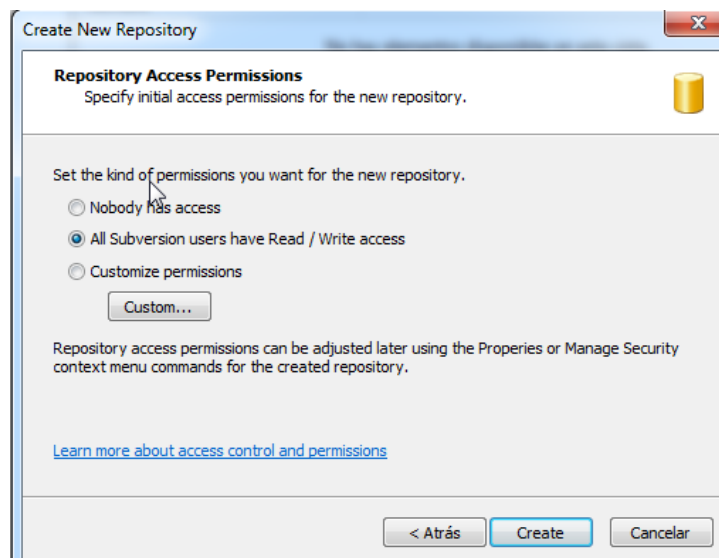 Create New Repository
Repository Access Permissions
Specify initial access permissions for the new repository.
Set the kind of permissions you want for the new repository.
Nobody has access
All Subversion users have Read / Write access
Customize permissions
Custom...
Repository access permissions can be adjusted later using the Properies or Manage Security
context menu commands for the created repository.
Learn more about access control and permissions
< Atrás
Create
Cancelar